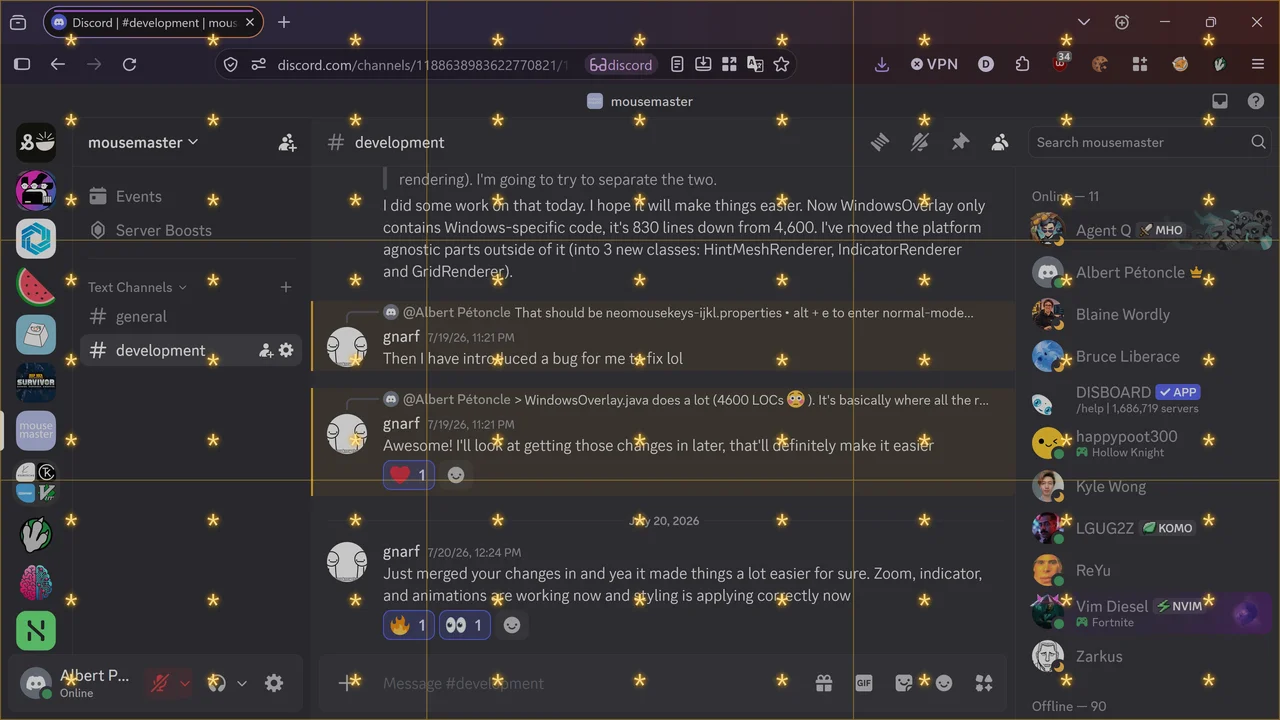 Discord | #development | mous
discord.com/channels/1188638983622770821/1
discord
VPN
D
34
mousemaster
mousemaster
Events
Server Boosts
Text Channels
general
development
mouse
master
SURVIVOR
N
Albert P...
Online
development
Search mousemaster
rendering). I'm going to try to separate the two.
I did some work on that today. I hope it will make things easier. Now WindowsOverlay only
contains Windows-specific code, it's 830 lines down from 4,600. I've moved the platform
agnostic parts outside of it (into 3 new classes: HintMeshRenderer, IndicatorRenderer
and GridRenderer).
@Albert Pétoncle That should be neomousekeys-ijkl.properties • alt + e to enter normal-mode...
gnarf 7/19/26, 11:21 PM
Then I have introduced a bug for me to fix lol
@Albert Pétoncle > WindowsOverlay.java does a lot (4600 LOCs 😳 ). It's basically where all the r...
gnarf 7/19/26, 11:21 PM
Awesome! I'll look at getting those changes in later, that'll definitely make it easier
❤️ 1
July 20, 2026
gnarf 7/20/26, 12:24 PM
Just merged your changes in and yea it made things a lot easier for sure. Zoom, indicator,
and animations are working now and styling is applying correctly now
🔥 1 👀 1
Message #development
GIF
Online — 11
Agent Q MHO
Albert Pétoncle
Blaine Wordly
Bruce Liberace
DISBOARD ✓ APP
/help | 1,686,719 servers
happypoot300
Hollow Knight
Kyle Wong
LGUG2Z KOMO
ReYu
Vim Diesel NVIM
Fortnite
Zarkus
Offline — 90